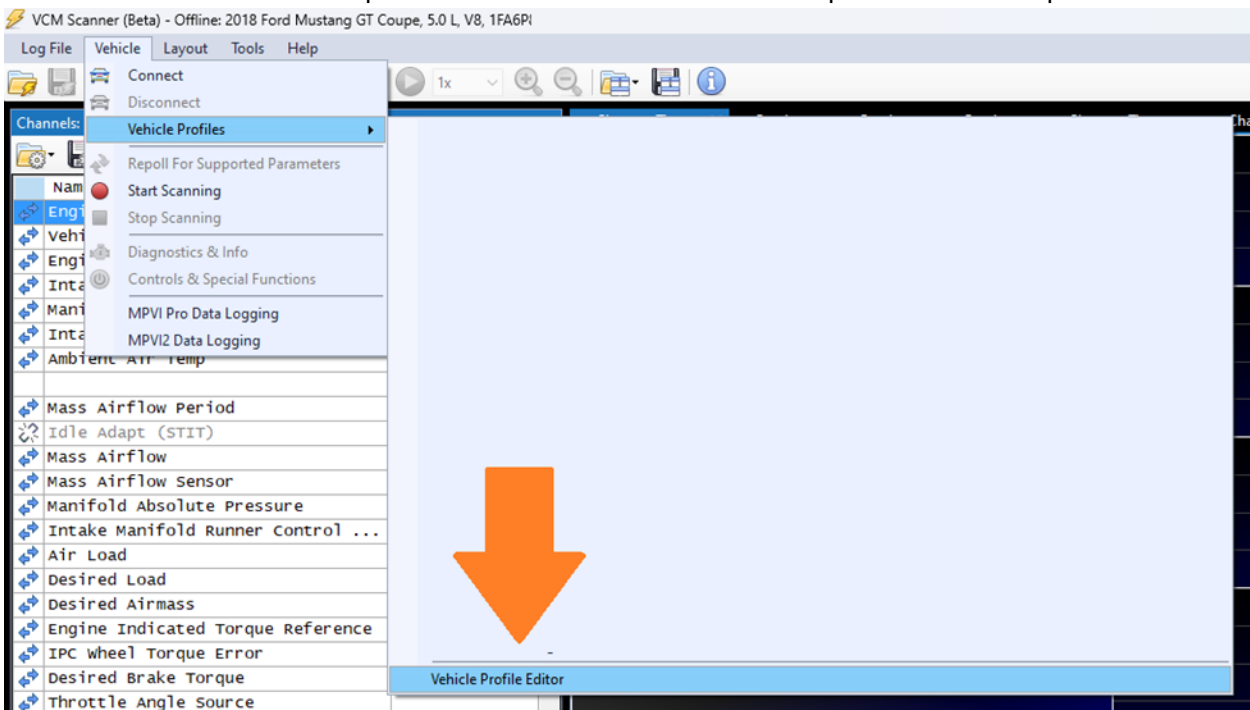 VCM Scanner (Beta) - Offline: 2018 Ford Mustang GT Coupe, 5.0 L, V8, 1FA6P
Log File Vehicle Layout Tools Help
Connect
1x
Disconnect
Channels:
Vehicle Profiles
Repoll For Supported Parameters
Start Scanning
Stop Scanning
Diagnostics & Info
Controls & Special Functions
MPVI Pro Data Logging
MPVI2 Data Logging
Ambient Air Temp
Mass Airflow Period
Idle Adapt (STIT)
Mass Airflow
Mass Airflow Sensor
Manifold Absolute Pressure
Intake Manifold Runner Control ...
Air Load
Desired Load
Desired Airmass
Engine Indicated Torque Reference
IPC Wheel Torque Error
-
Desired Brake Torque
Vehicle Profile Editor
Throttle Angle Source